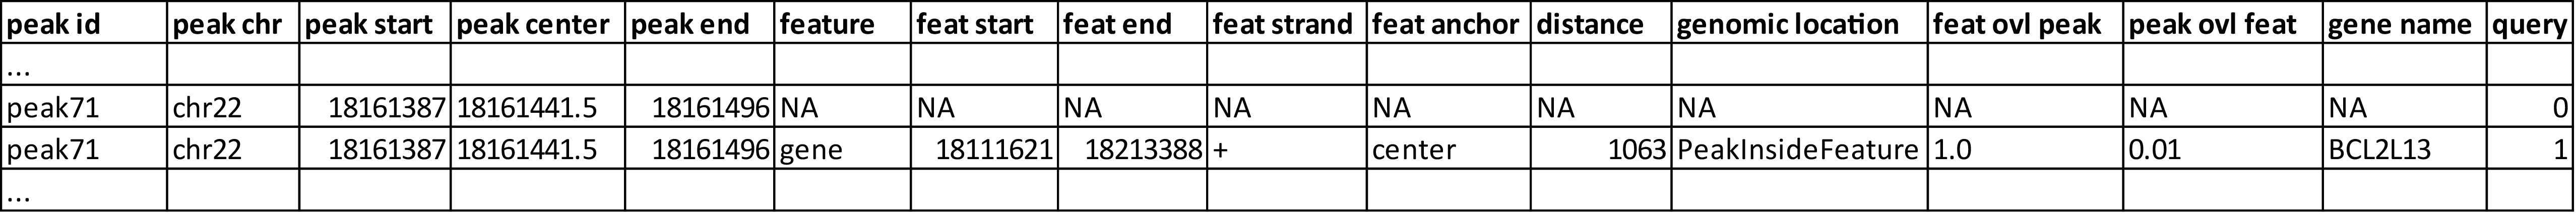 peak id peak chr peak start peak center peak end feature feat start feat end feat strand feat anchor distance genomic location feat ovl peak peak ovl feat gene name query
...
peak71 chr22 18161387 18161441.5 18161496 NA NA NA NA NA NA NA NA NA NA 0
peak71 chr22 18161387 18161441.5 18161496 gene 18111621 18213388 + center 1063 PeakInsideFeature 1.0 0.01 BCL2L13 1
...